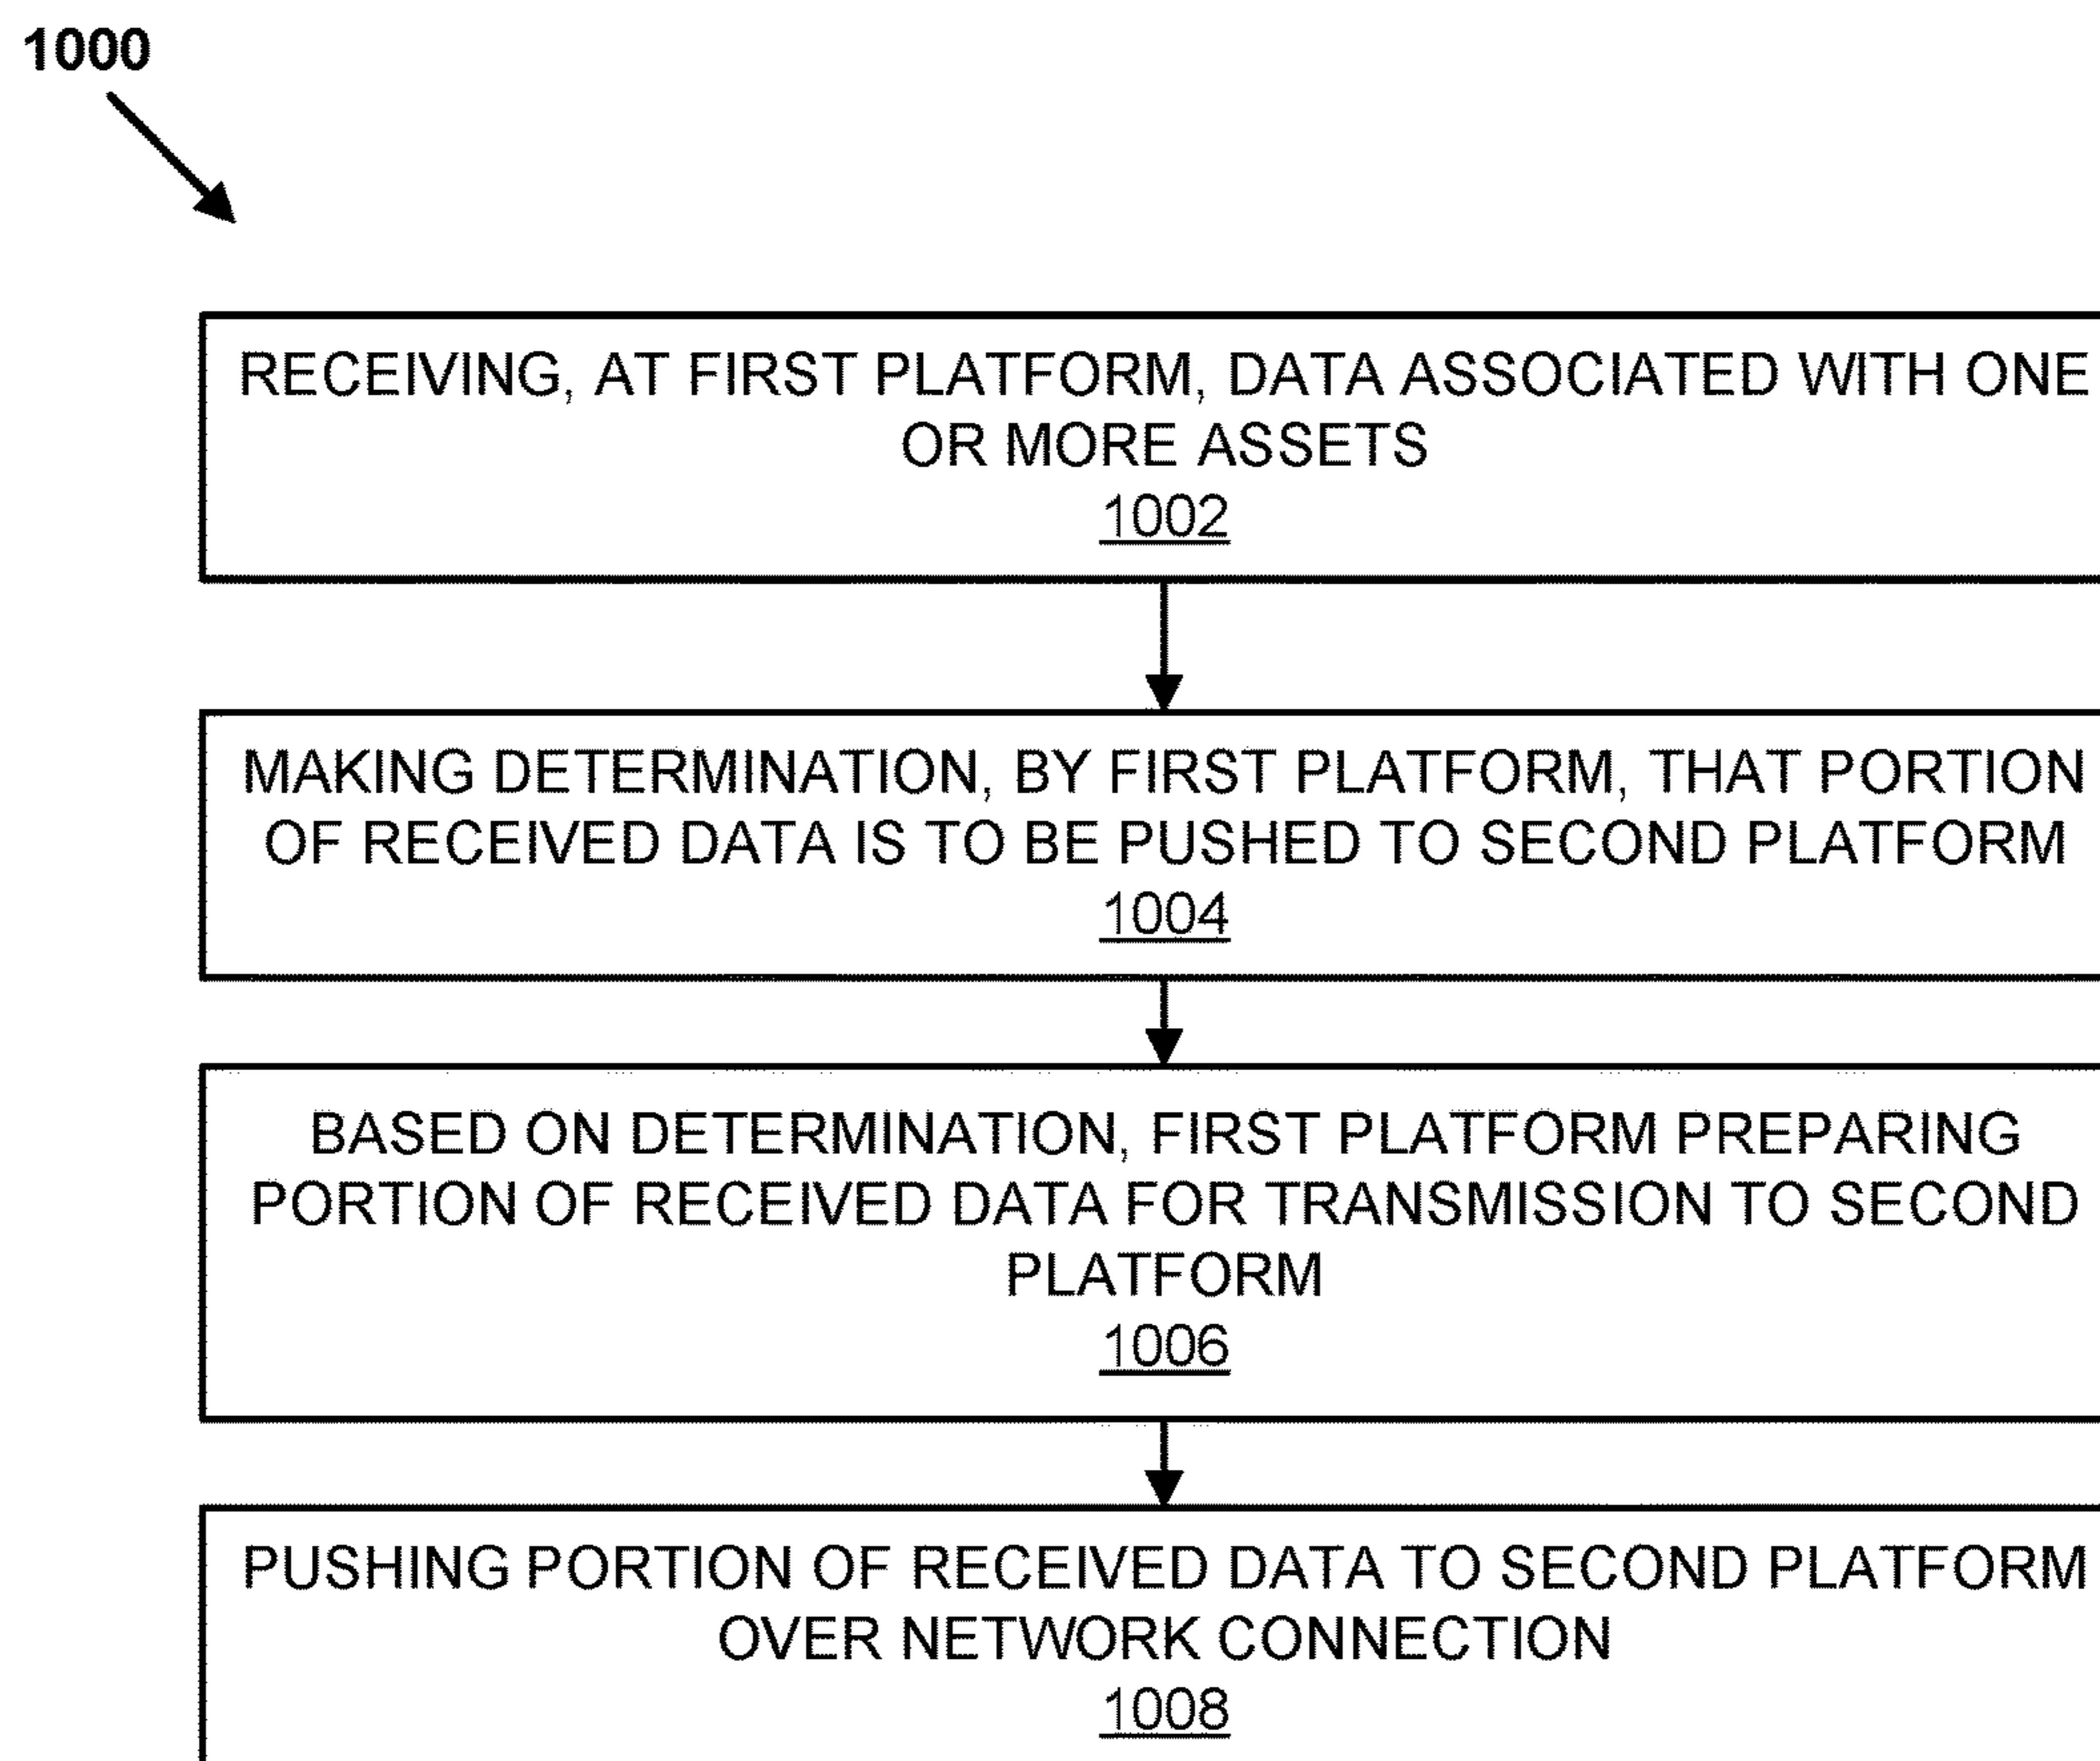 1000
RECEIVING, AT FIRST PLATFORM, DATA ASSOCIATED WITH ONE
OR MORE ASSETS
1002
MAKING DETERMINATION, BY FIRST PLATFORM, THAT PORTION
OF RECEIVED DATA IS TO BE PUSHED TO SECOND PLATFORM
1004
BASED ON DETERMINATION, FIRST PLATFORM PREPARING
PORTION OF RECEIVED DATA FOR TRANSMISSION TO SECOND
PLATFORM
1006
PUSHING PORTION OF RECEIVED DATA TO SECOND PLATFORM
OVER NETWORK CONNECTION
1008